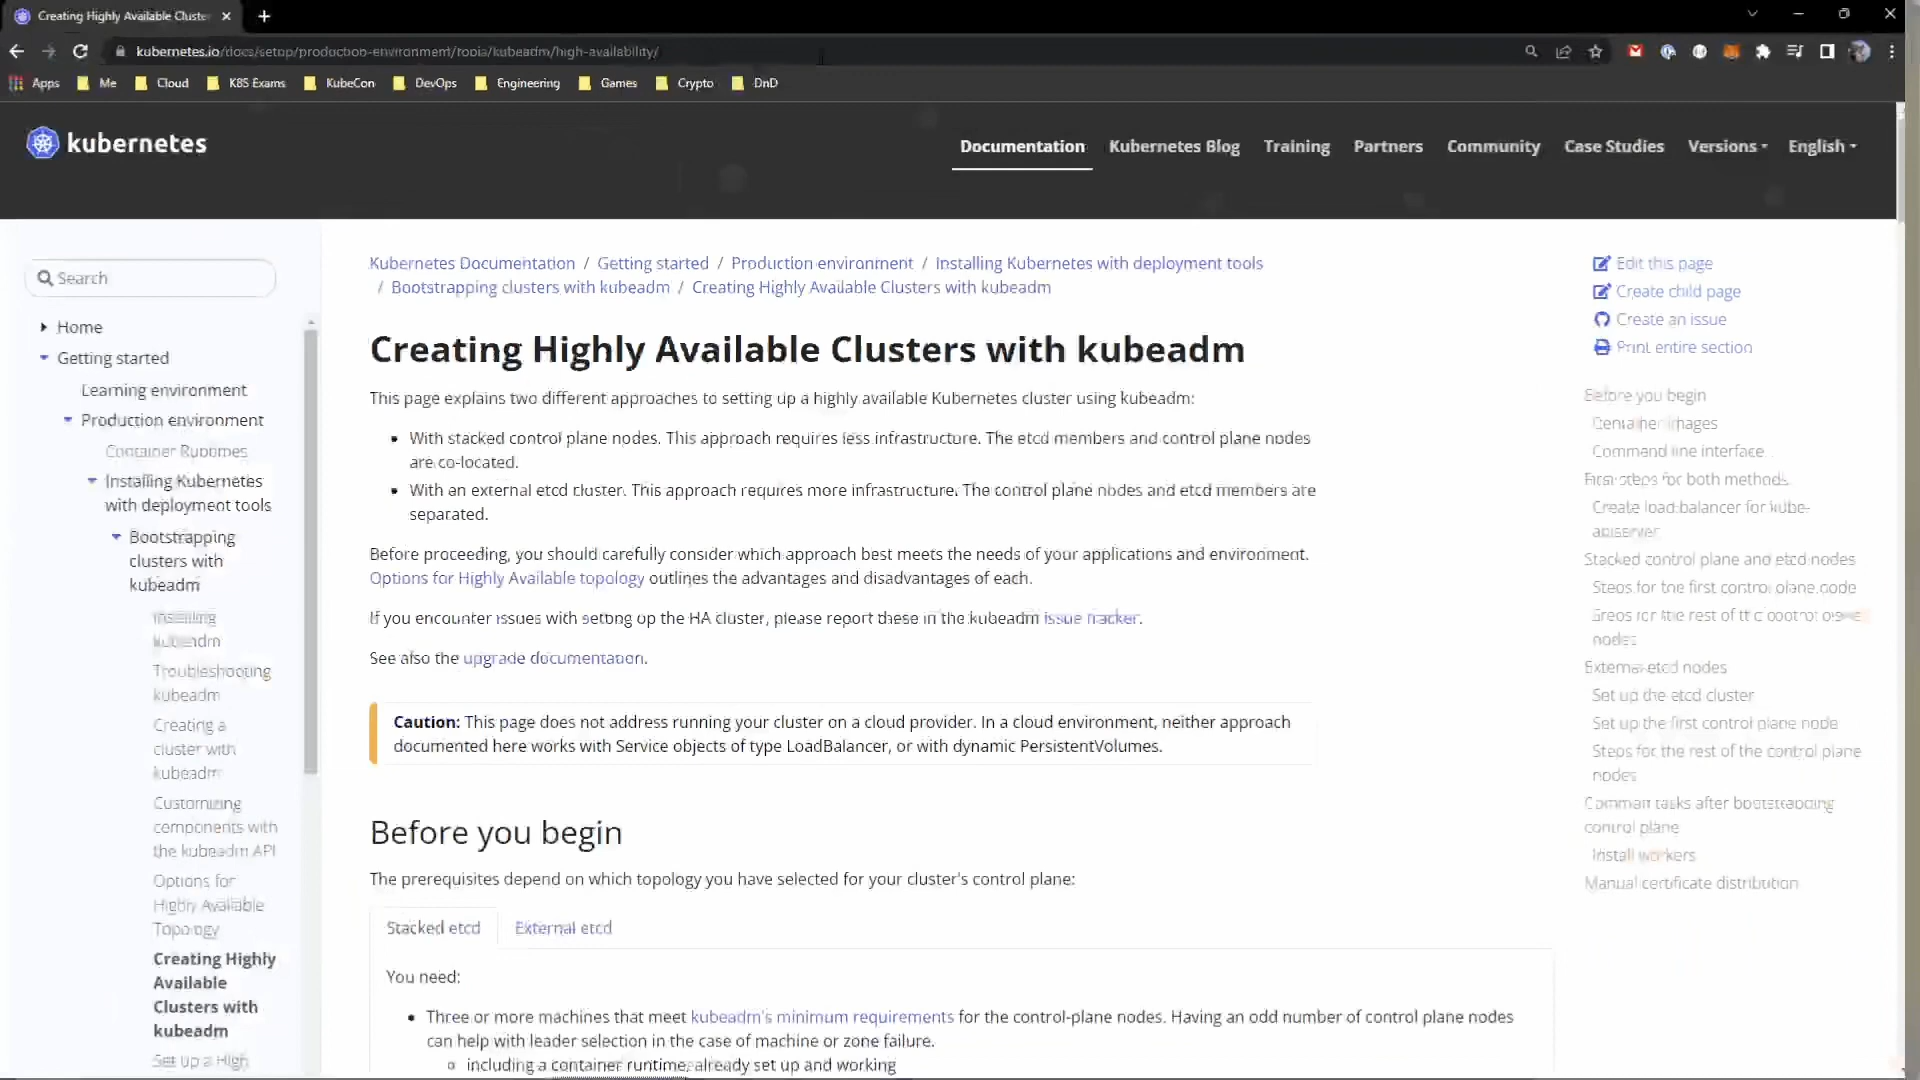 Creating Highly Available Cluste
kubernetes.io/docs/setup/production-environment/tools/kubeadm/high-availability/
Apps Me Cloud K8S Exams KubeCon DevOps Engineering Games Crypto DnD
kubernetes
Documentation Kubernetes Blog Training Partners Community Case Studies Versions English
Search
Home
Getting started
Learning environment
Production environment
Container Runtimes
Installing Kubernetes
with deployment tools
Bootstrapping
clusters with
kubeadm
Installing
kubeadm
Troubleshooting
kubeadm
Creating a
cluster with
kubeadm
Customizing
components with
the kubeadm API
Options for
Highly Available
Topology
Creating Highly
Available
Clusters with
kubeadm
Set up a High
Kubernetes Documentation / Getting started / Production environment / Installing Kubernetes with deployment tools
/ Bootstrapping clusters with kubeadm / Creating Highly Available Clusters with kubeadm
Creating Highly Available Clusters with kubeadm
This page explains two different approaches to setting up a highly available Kubernetes cluster using kubeadm:
• With stacked control plane nodes. This approach requires less infrastructure. The etcd members and control plane nodes
are co-located.
• With an external etcd cluster. This approach requires more infrastructure. The control plane nodes and etcd members are
separated.
Before proceeding, you should carefully consider which approach best meets the needs of your applications and environment.
Options for Highly Available topology outlines the advantages and disadvantages of each.
If you encounter issues with setting up the HA cluster, please report these in the kubeadm issue tracker.
See also the upgrade documentation.
Caution: This page does not address running your cluster on a cloud provider. In a cloud environment, neither approach
documented here works with Service objects of type LoadBalancer, or with dynamic PersistentVolumes.
Before you begin
The prerequisites depend on which topology you have selected for your cluster's control plane:
Stacked etcd External etcd
You need:
• Three or more machines that meet kubeadm's minimum requirements for the control-plane nodes. Having an odd number of control plane nodes
can help with leader selection in the case of machine or zone failure.
including a container runtime, already set up and working
Edit this page
Create child page
Create an issue
Print entire section
Before you begin
Container images
Command line interface
First steps for both methods
Create load balancer for kube-
apiserver
Stacked control plane and etcd nodes
Steps for the first control plane node
Steps for the rest of the control plane
nodes
External etcd nodes
Set up the etcd cluster
Set up the first control plane node
Steps for the rest of the control plane
nodes
Common tasks after bootstrapping
control plane
Install workers
Manual certificate distribution